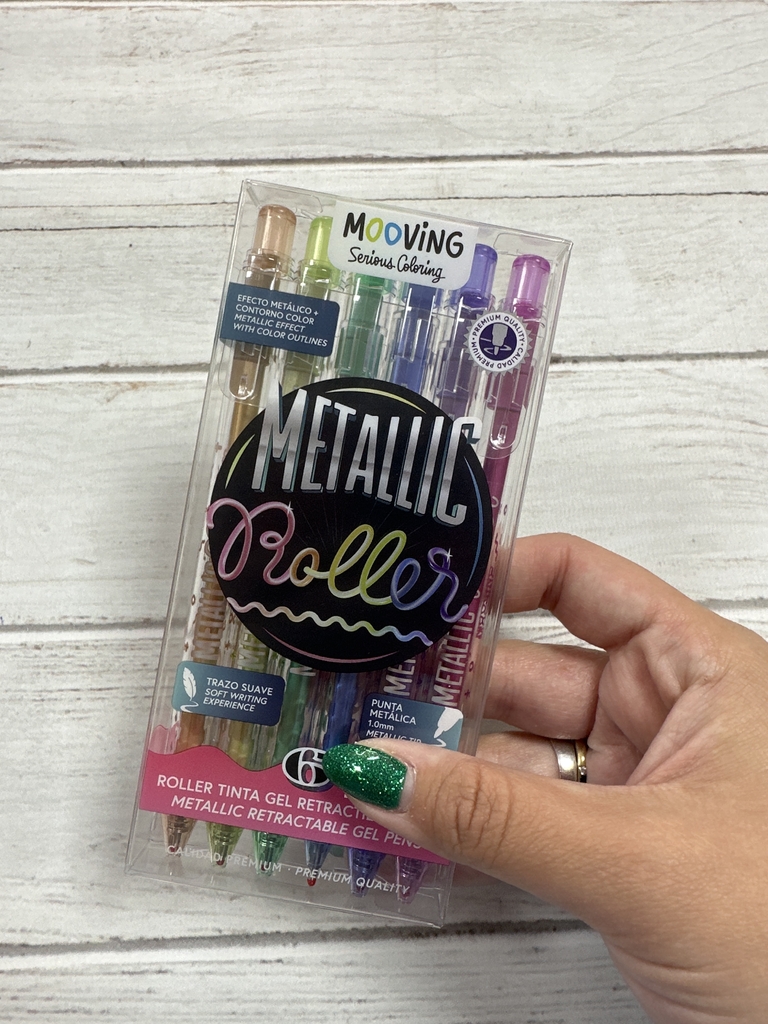 MOOVING
Serious Coloring
EFECTO METÁLICO +
CONTORNO COLOR
METALLIC EFFECT
WITH COLOR OUTLINES
PREMIUM QUALITY
CALIDAD PREMIUM
METALLIC
Roller
TRAZO SUAVE
SOFT WRITING
EXPERIENCE
PUNTA
METÁLICA
1.0mm
METALLIC TIP
6
ROLLER TINTA GEL
METALLIC RETRACTABLE GEL PENS
CALIDAD PREMIUM · PREMIUM QUALITY
METALLIC
METALLIC